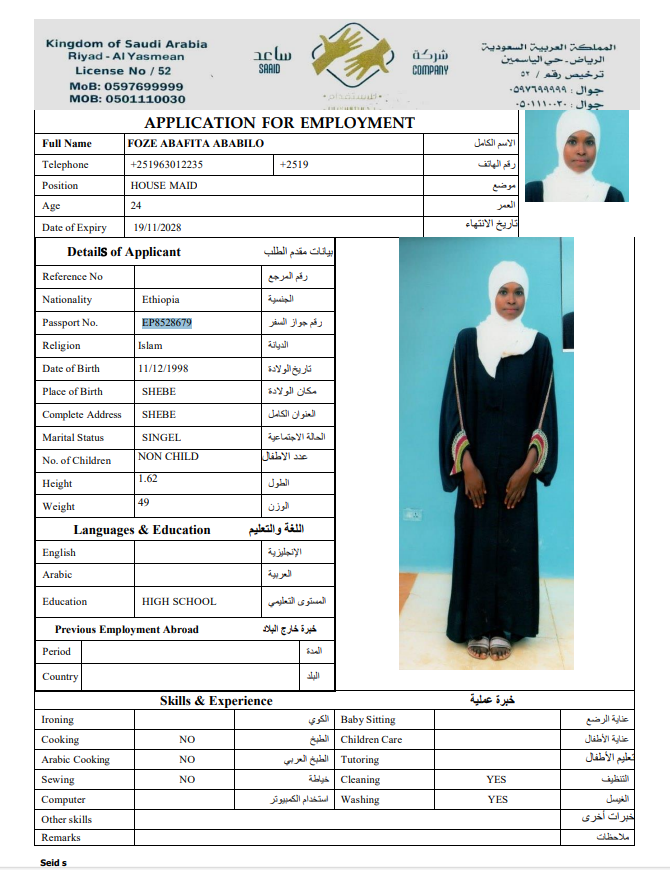 Kingdom of Saudi Arabia
Riyadh - Al Yasmean
License No / 52
MoB: 0597699999
MOB: 0501110030
ساعد
SAAID
شركة
COMPANY
للاستقدام
المملكة العربية السعودية
الرياض - حي الياسمين
ترخيص رقم / ٥٢
جوال : ٠٥٩٧٦٩٩٩٩٩
جوال : ٠٥٠١١١٠٠٣٠
APPLICATION FOR EMPLOYMENT
Full Name FOZE ABAFITA ABABILO الاسم الكامل
Telephone +251963012235 +2519 رقم الهاتف
Position HOUSE MAID موضع
Age 24 العمر
Date of Expiry 19/11/2028 تاريخ الانتهاء
Details of Applicant بيانات مقدم الطلب
Reference No رقم المرجع
Nationality Ethiopia الجنسية
Passport No. EP8528679 رقم جواز السفر
Religion Islam الديانة
Date of Birth 11/12/1998 تاريخ الولادة
Place of Birth SHEBE مكان الولادة
Complete Address SHEBE العنوان الكامل
Marital Status SINGEL الحالة الاجتماعية
No. of Children NON CHILD عدد الاطفال
Height 1.62 الطول
Weight 49 الوزن
Languages & Education اللغة والتعليم
English الإنجليزية
Arabic العربية
Education HIGH SCHOOL المستوى التعليمي
Previous Employment Abroad خبرة خارج البلاد
Period المدة
Country البلد
Skills & Experience خبرة عملية
Ironing الكوي Baby Sitting عناية الرضع
Cooking NO الطبخ Children Care عناية الأطفال
Arabic Cooking NO الطبخ العربي Tutoring تعليم الأطفال
Sewing NO خياطة Cleaning YES التنظيف
Computer استخدام الكمبيوتر Washing YES الغيسل
Other skills خبرات أخرى
Remarks ملاحظات
Seid s